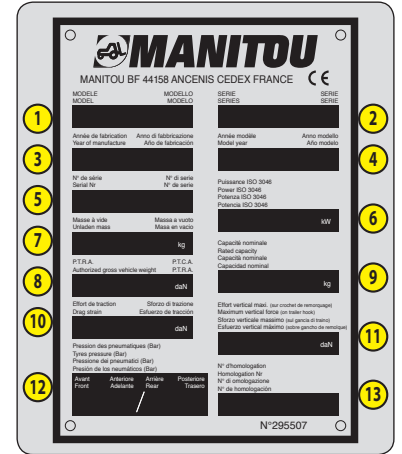 MANITOU
MANITOU BF 44158 ANCENIS CEDEX FRANCE CE
MODELE MODELLO
MODEL MODELO
SERIE SERIE
SERIES SERIE
1
2
Année de fabrication Anno di fabbricazione
Year of manufacture Año de fabricación
Année modèle Anno modello
Model year Año modelo
3
4
N° de série N° di serie
Serial Nr N° de serie
5
Puissance ISO 3046
Power ISO 3046
Potenza ISO 3046
Potencia ISO 3046
kW
6
Masse à vide Massa a vuoto
Unladen mass Masa en vacio
kg
7
Capacité nominale
Rated capacity
Capacità nominale
Capacidad nominal
kg
9
P.T.R.A. P.T.C.A.
Authorized gross vehicle weight P.T.R.A.
daN
8
Effort de traction Sforzo di trazione
Drag strain Esfuerzo de tracción
daN
10
Effort vertical maxi. (sur crochet de remorquage)
Maximum vertical force (on trailer hook)
Sforzo verticale massimo (sui gancia di traino)
Esfuerzo vertical màximo (sobre gancho de remolque)
daN
11
Pression des pneumatiques (Bar)
Tyres pressure (Bar)
Pressione dei pneumatici (Bar)
Presión de los neumáticos (Bar)
Avant Anteriore Arrière Posteriore
Front Adelante Rear Trasero
/
12
N° d'homologation
Homologation Nr
N° di omologazione
N° de homologación
13
N°295507